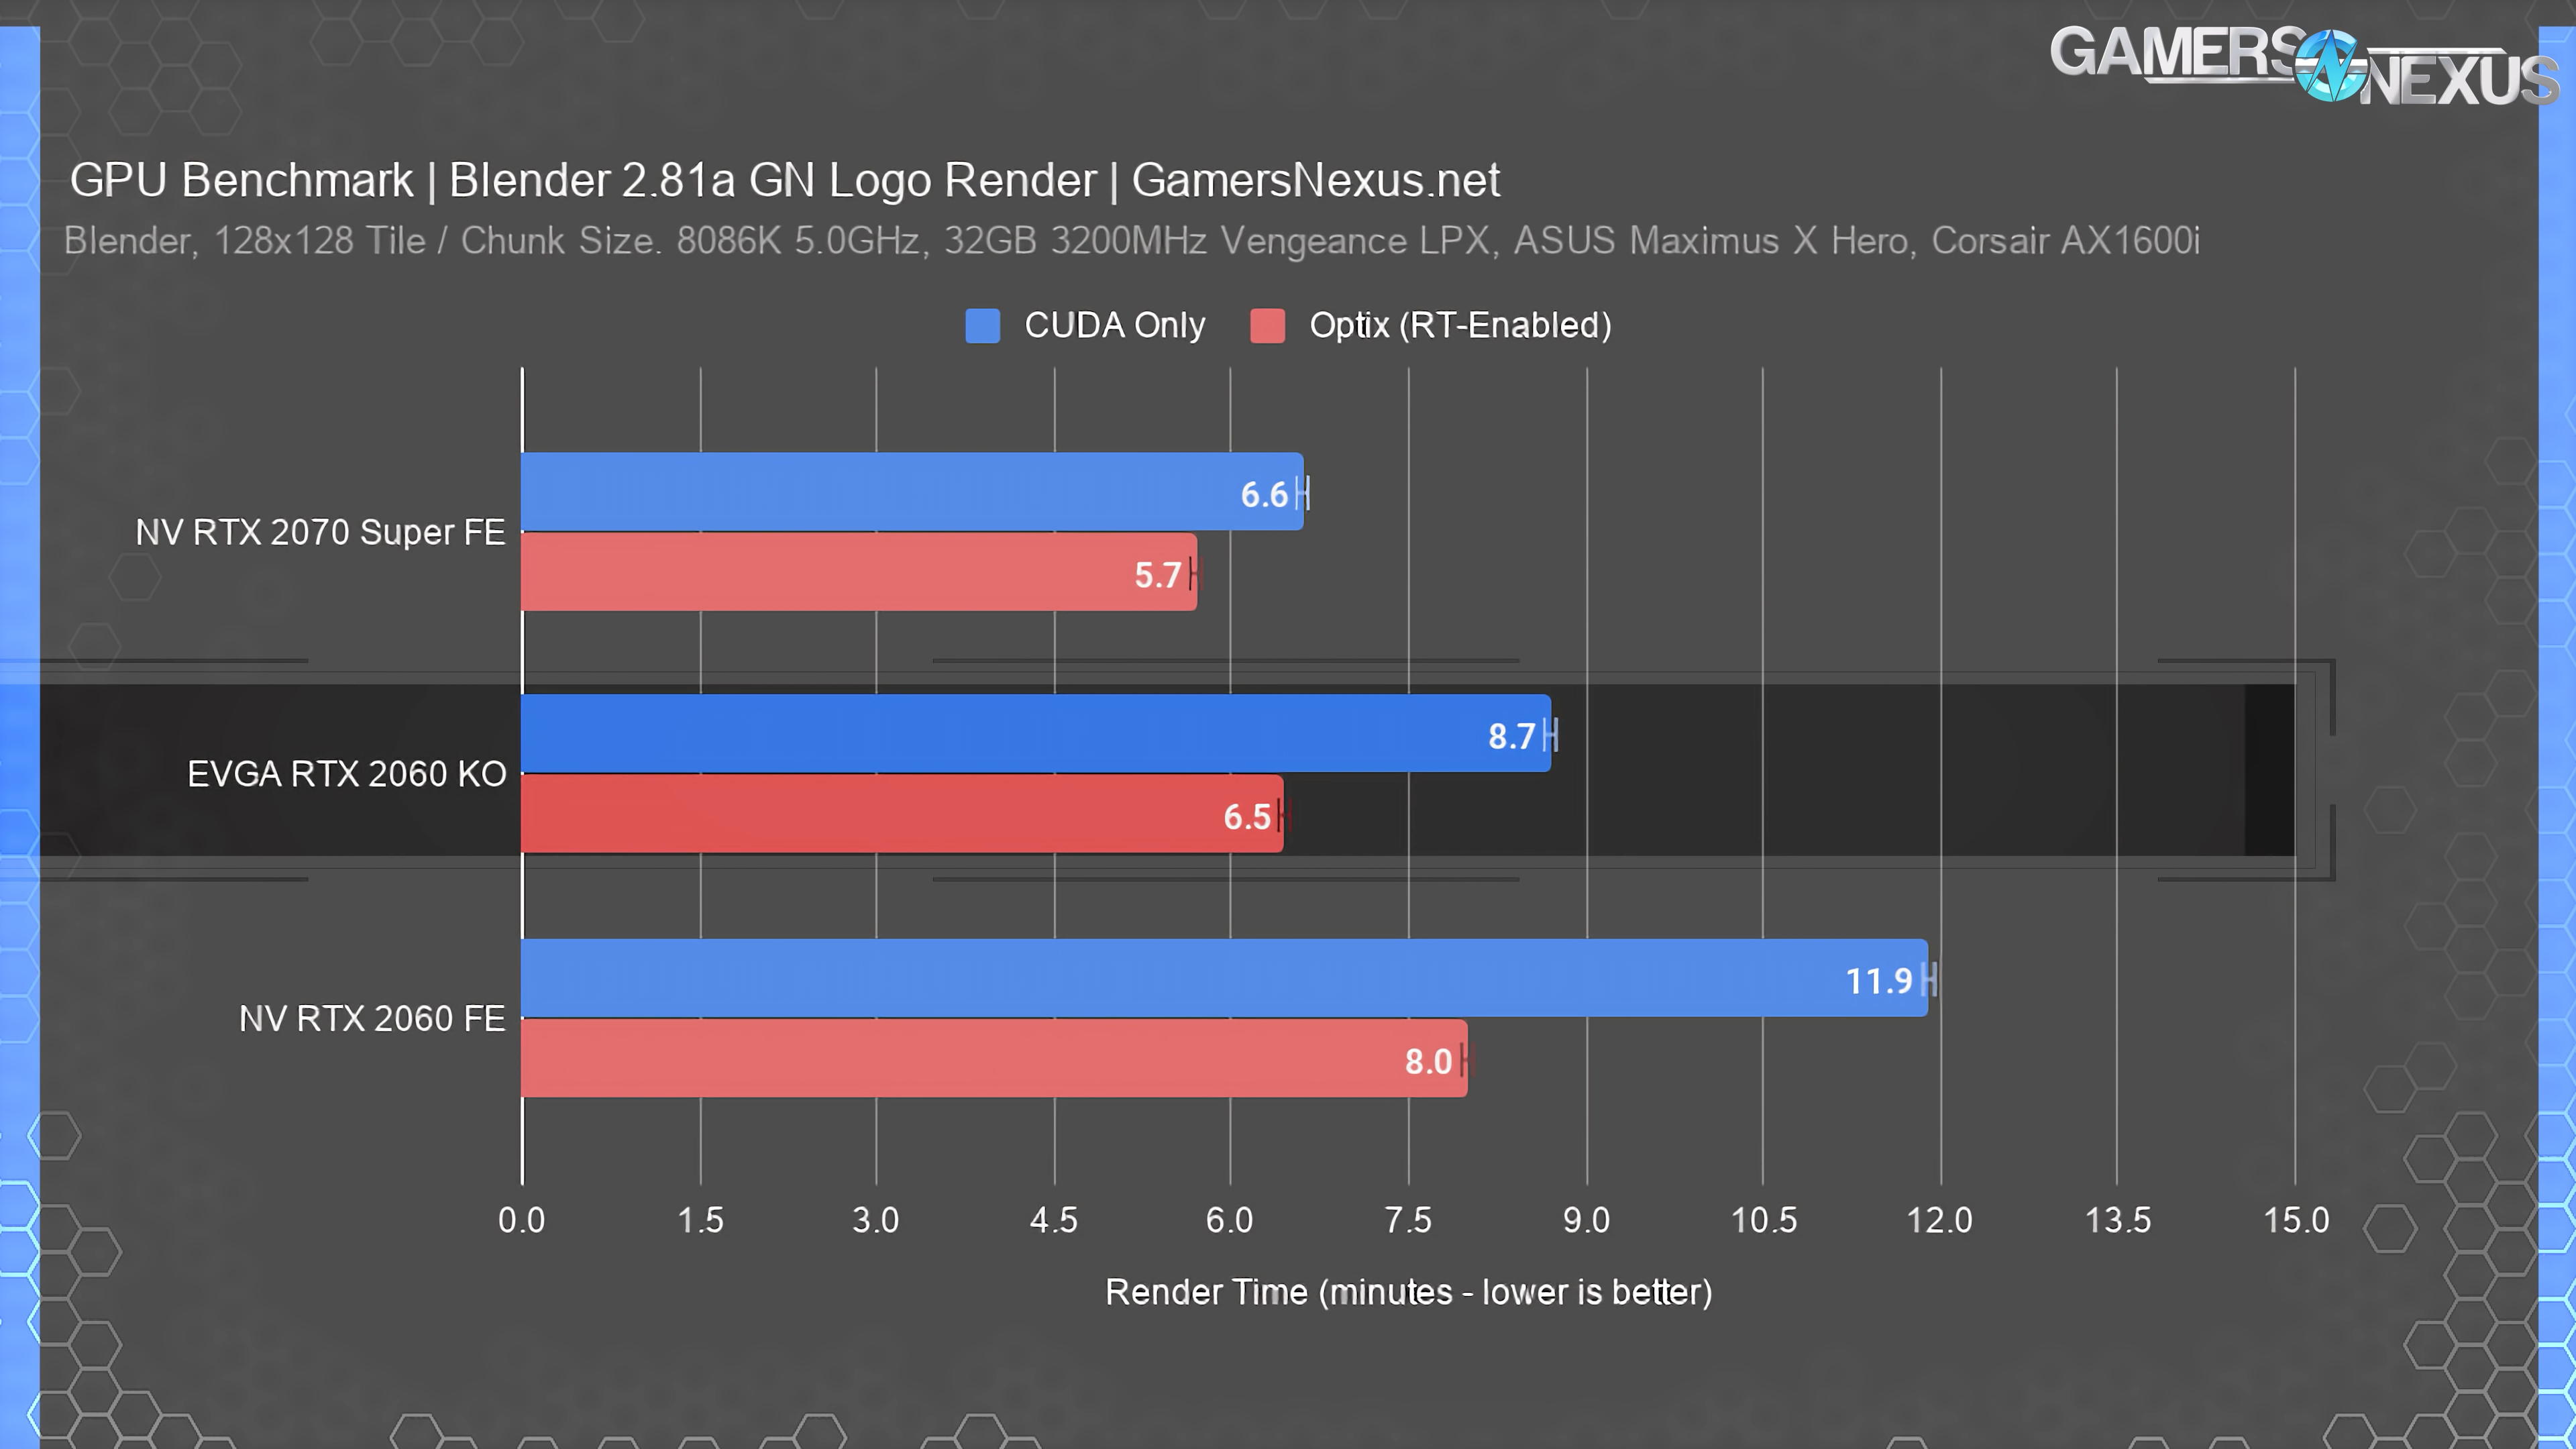 GAMERS NEXUS
GPU Benchmark | Blender 2.81a GN Logo Render | GamersNexus.net
Blender, 128x128 Tile / Chunk Size. 8086K 5.0GHz, 32GB 3200MHz Vengeance LPX, ASUS Maximus X Hero, Corsair AX1600i
CUDA Only
Optix (RT-Enabled)
NV RTX 2070 Super FE
6.6
5.7
EVGA RTX 2060 KO
8.7
6.5
NV RTX 2060 FE
11.9
8.0
0.0 1.5 3.0 4.5 6.0 7.5 9.0 10.5 12.0 13.5 15.0
Render Time (minutes - lower is better)